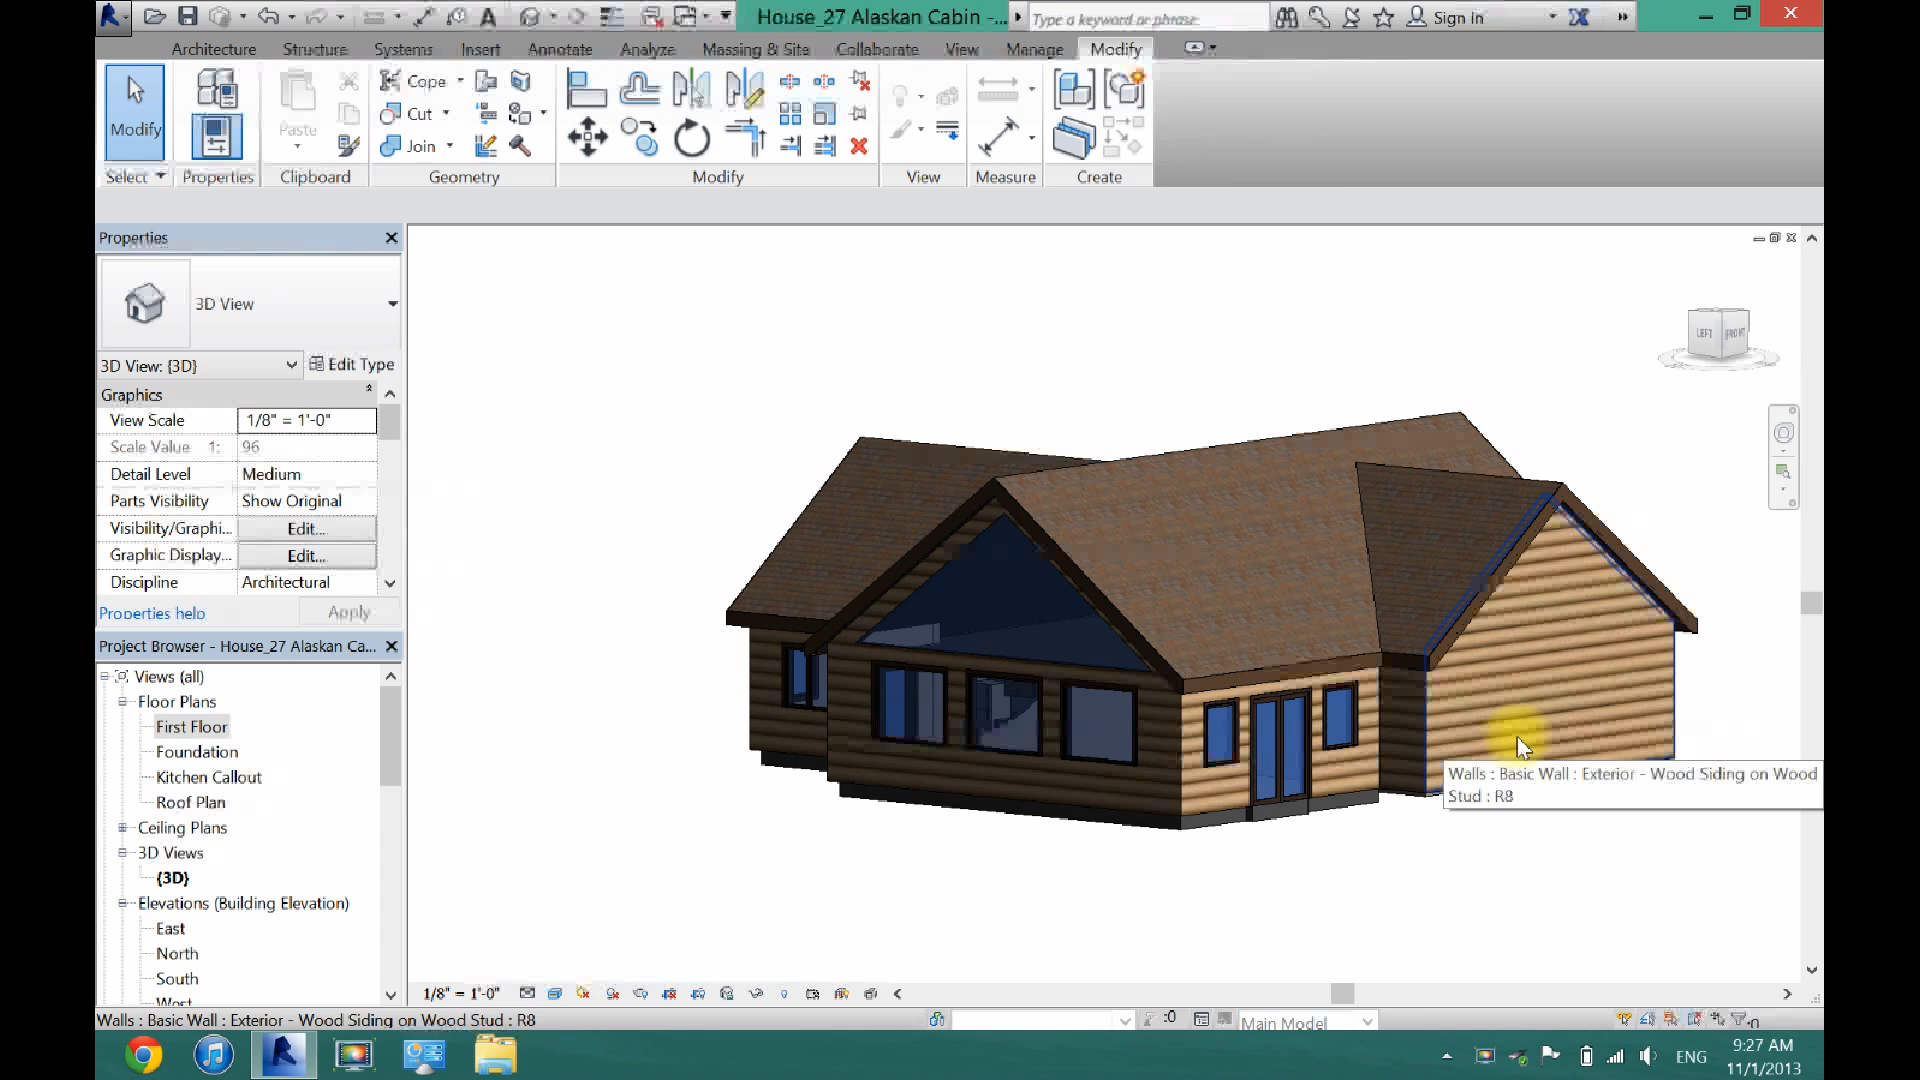 House_27 Alaskan Cabin -...
Type a keyword or phrase
Sign In
Architecture Structure Systems Insert Annotate Analyze Massing & Site Collaborate View Manage Modify
Modify
Paste
Cope
Cut
Join
Select Properties Clipboard Geometry Modify View Measure Create
Properties
3D View
3D View: {3D}
Edit Type
Graphics
View Scale 1/8" = 1'-0"
Scale Value 1: 96
Detail Level Medium
Parts Visibility Show Original
Visibility/Graphi... Edit...
Graphic Display... Edit...
Discipline Architectural
Properties help
Apply
Project Browser - House_27 Alaskan Ca...
Views (all)
Floor Plans
First Floor
Foundation
Kitchen Callout
Roof Plan
Ceiling Plans
3D Views
{3D}
Elevations (Building Elevation)
East
North
South
West
LEFT FRONT
Walls : Basic Wall : Exterior - Wood Siding on Wood
Stud : R8
1/8" = 1'-0"
Walls : Basic Wall : Exterior - Wood Siding on Wood Stud : R8
:0
Main Model
:0
ENG
9:27 AM
11/1/2013